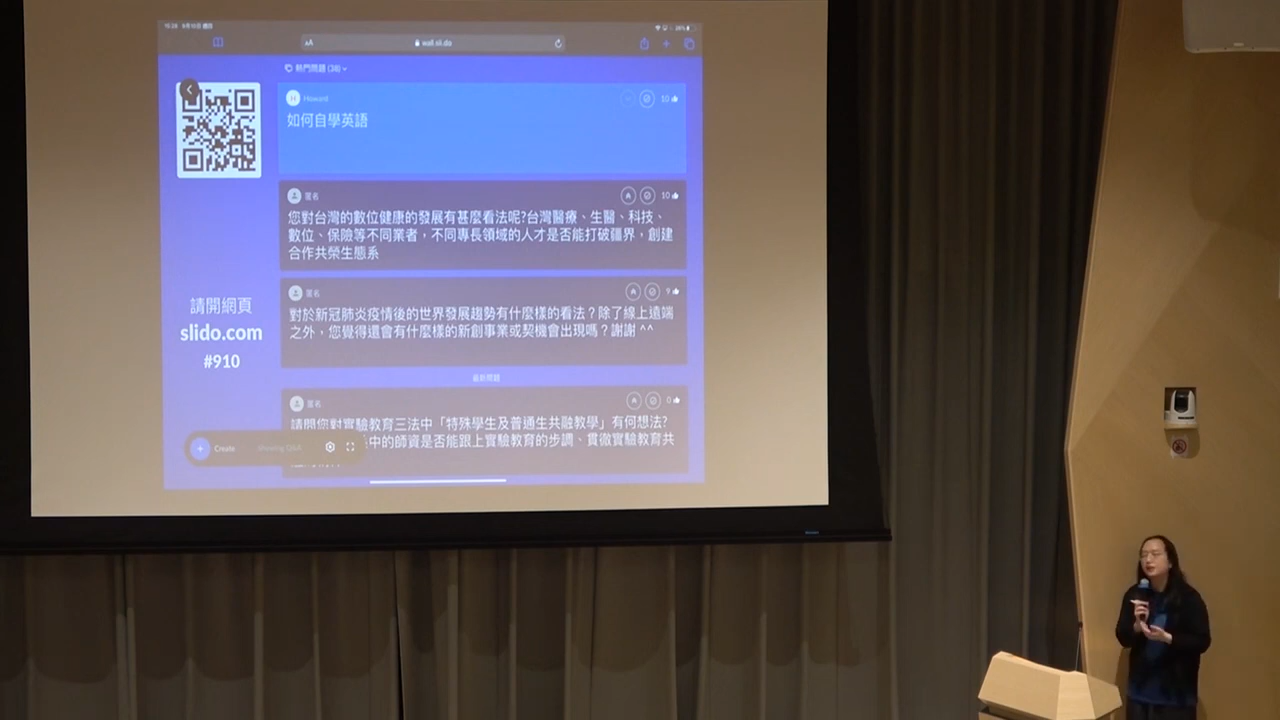 wall.sli.do
熱門問題 (38)
Howard
10
如何自學英語
匿名
10
您對台灣的數位健康的發展有甚麼看法呢?台灣醫療、生醫、科技、
數位、保險等不同業者，不同專長領域的人才是否能打破疆界，創建
合作共榮生態系
匿名
9
對於新冠肺炎疫情後的世界發展趨勢有什麼樣的看法？除了線上遠端
之外，您覺得還會有什麼樣的新創事業或契機會出現嗎？謝謝 ^^
最新問題
匿名
0
請問您對實驗教育三法中「特殊學生及普通生共融教學」有何想法?
中的師資是否能跟上實驗教育的步調、貫徹實驗教育共
請開網頁
slido.com
#910
Create
Showing Q&A